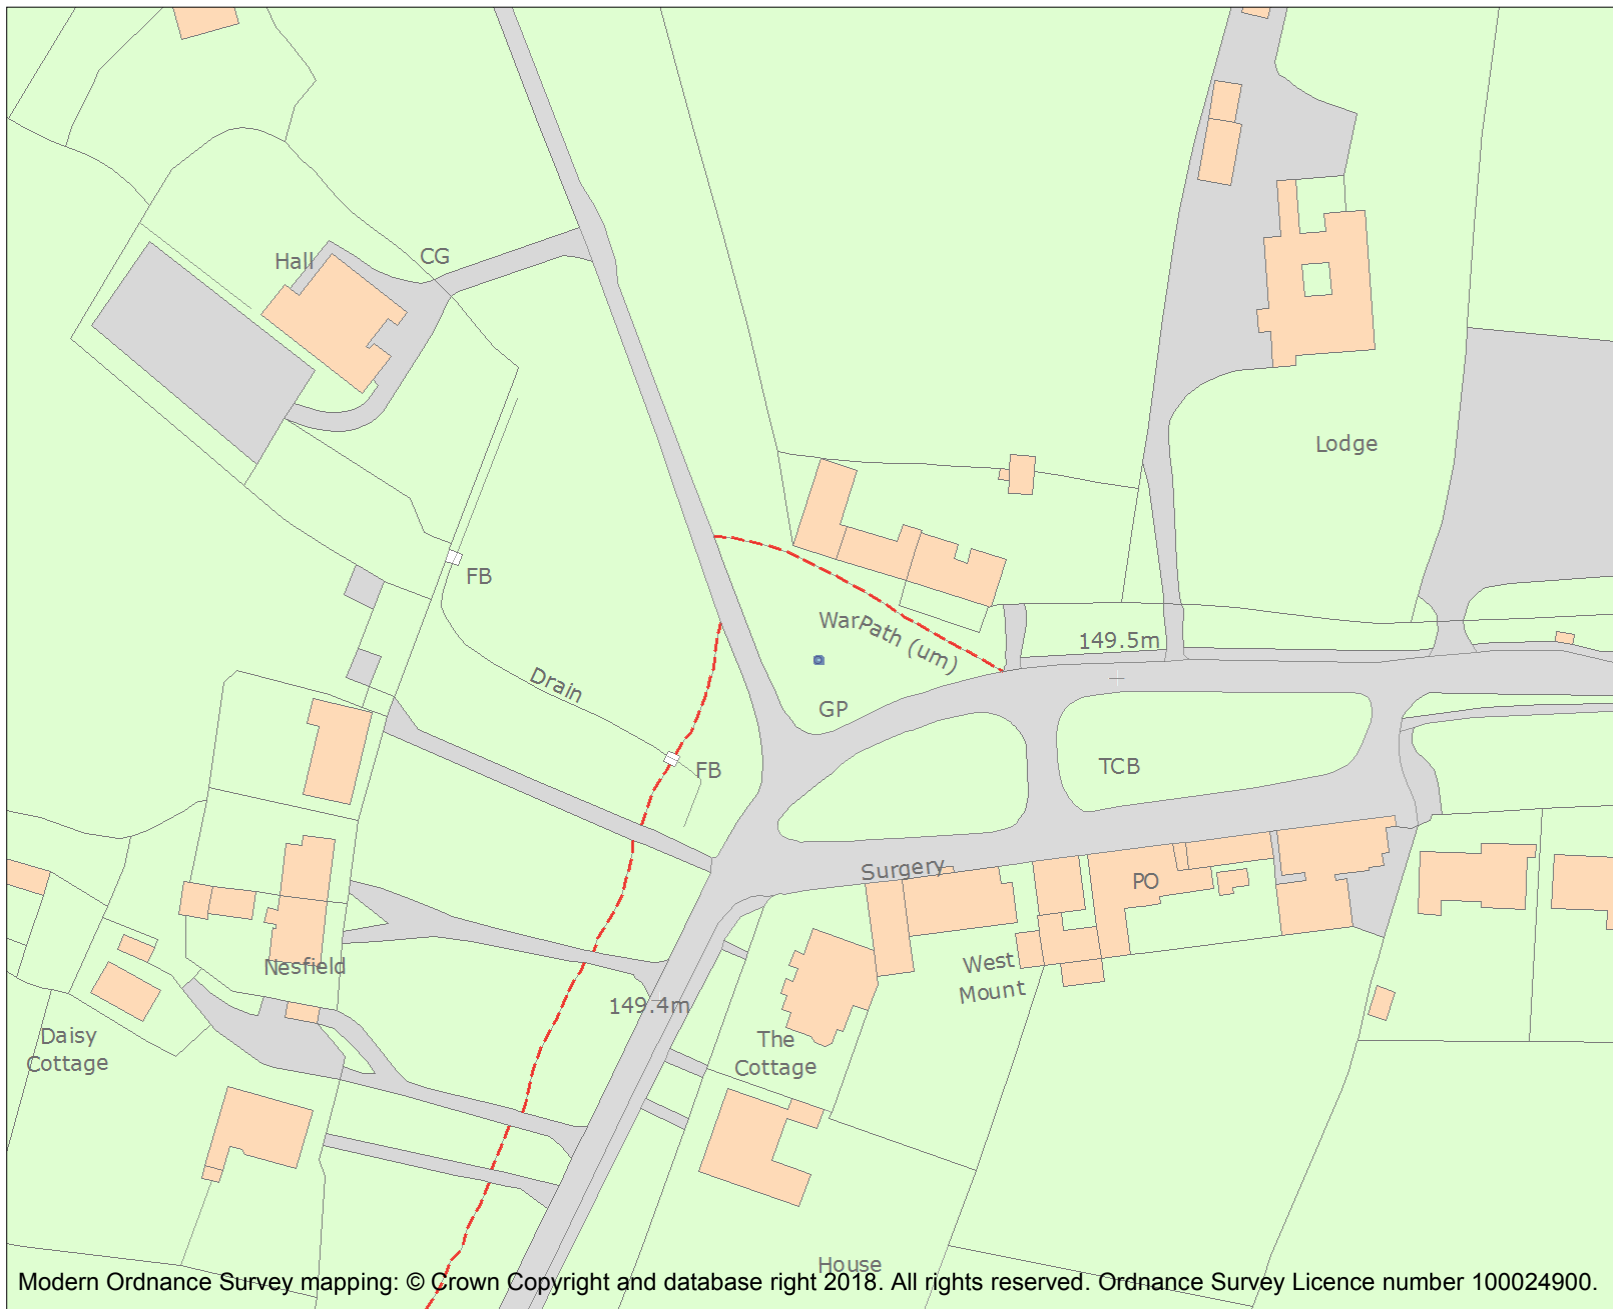 CG
Hall
Lodge
FB
War
Path (um)
149.5m
Drain
GP
FB
TCB
Surgery
PO
West
Mount
Nesfield
149.4m
Daisy
Cottage
The
Cottage
House
Modern Ordnance Survey mapping: © Crown Copyright and database right 2018. All rights reserved. Ordnance Survey Licence number 100024900.